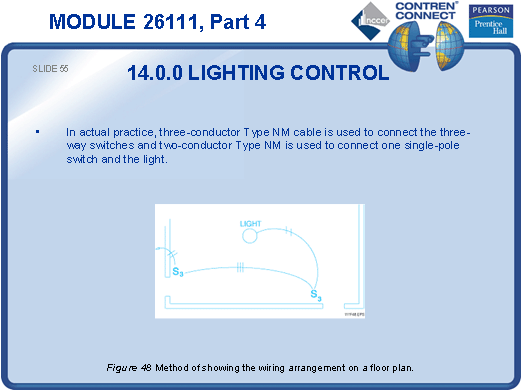 MODULE 26111, Part 4
nccer
CONTREN®
CONNECT
PEARSON
Prentice
Hall
SLIDE 55
14.0.0 LIGHTING CONTROL
• In actual practice, three-conductor Type NM cable is used to connect the three-
way switches and two-conductor Type NM is used to connect one single-pole
switch and the light.
LIGHT
S3
S3
Figure 48 Method of showing the wiring arrangement on a floor plan.